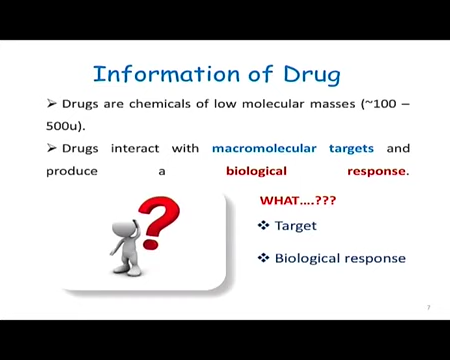 Information of Drug
➢ Drugs are chemicals of low molecular masses (~100 –
500u).
➢ Drugs interact with macromolecular targets and
produce a biological response.
WHAT....???
❖ Target
❖ Biological response
7